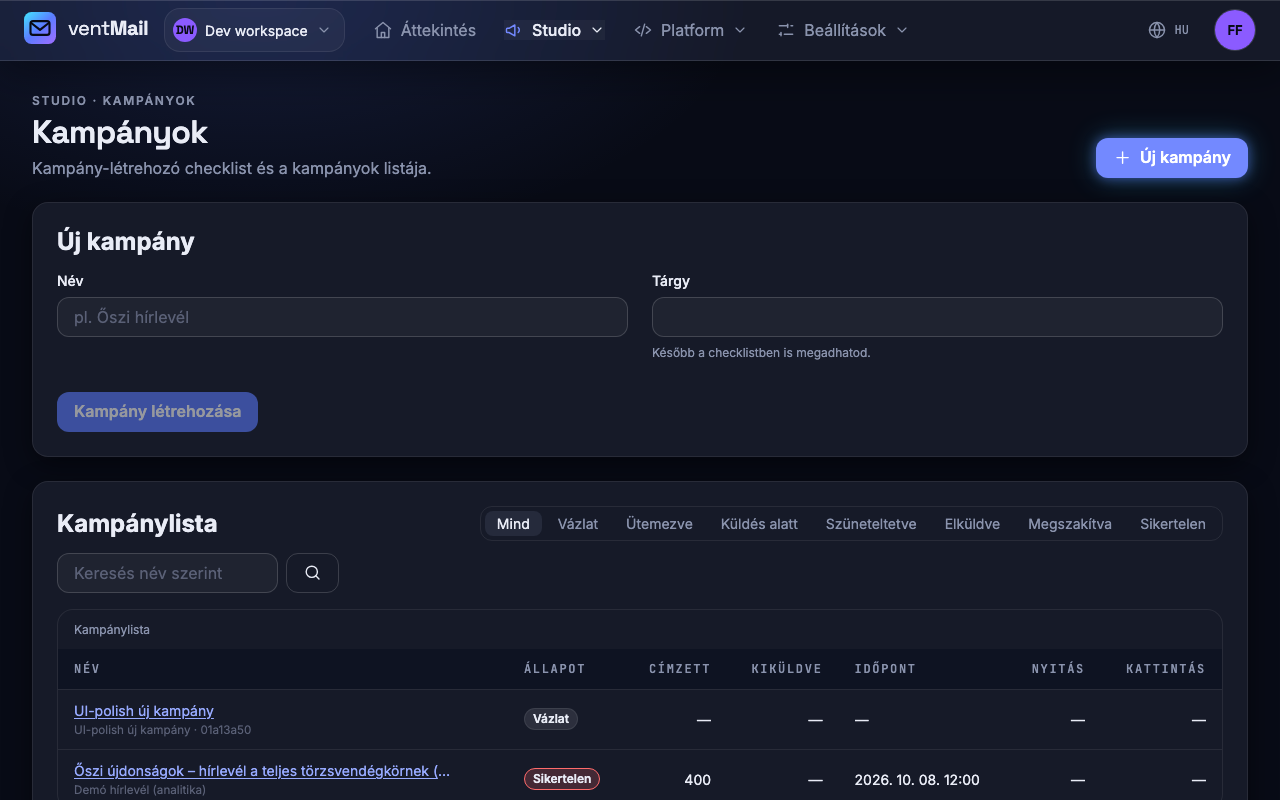 ventMail DW Dev workspace Áttekintés Studio Platform Beállítások HU FF
STUDIO · KAMPÁNYOK
Kampányok
Kampány-létrehozó checklist és a kampányok listája.
Új kampány
Új kampány
Név Tárgy
pl. Őszi hírlevél
Később a checklistben is megadhatod.
Kampány létrehozása
Kampánylista Mind Vázlat Ütemezve Küldés alatt Szüneteltetve Elküldve Megszakítva Sikertelen
Keresés név szerint
Kampánylista
NÉV ÁLLAPOT CÍMZETT KIKÜLDVE IDŐPONT NYITÁS KATTINTÁS
UI-polish új kampány Vázlat — — — — —
UI-polish új kampány · 01a13a50
Őszi újdonságok – hírlevél a teljes törzsvendégkörnek (... Sikertelen 400 — 2026. 10. 08. 12:00 — —
Demó hírlevél (analitika)